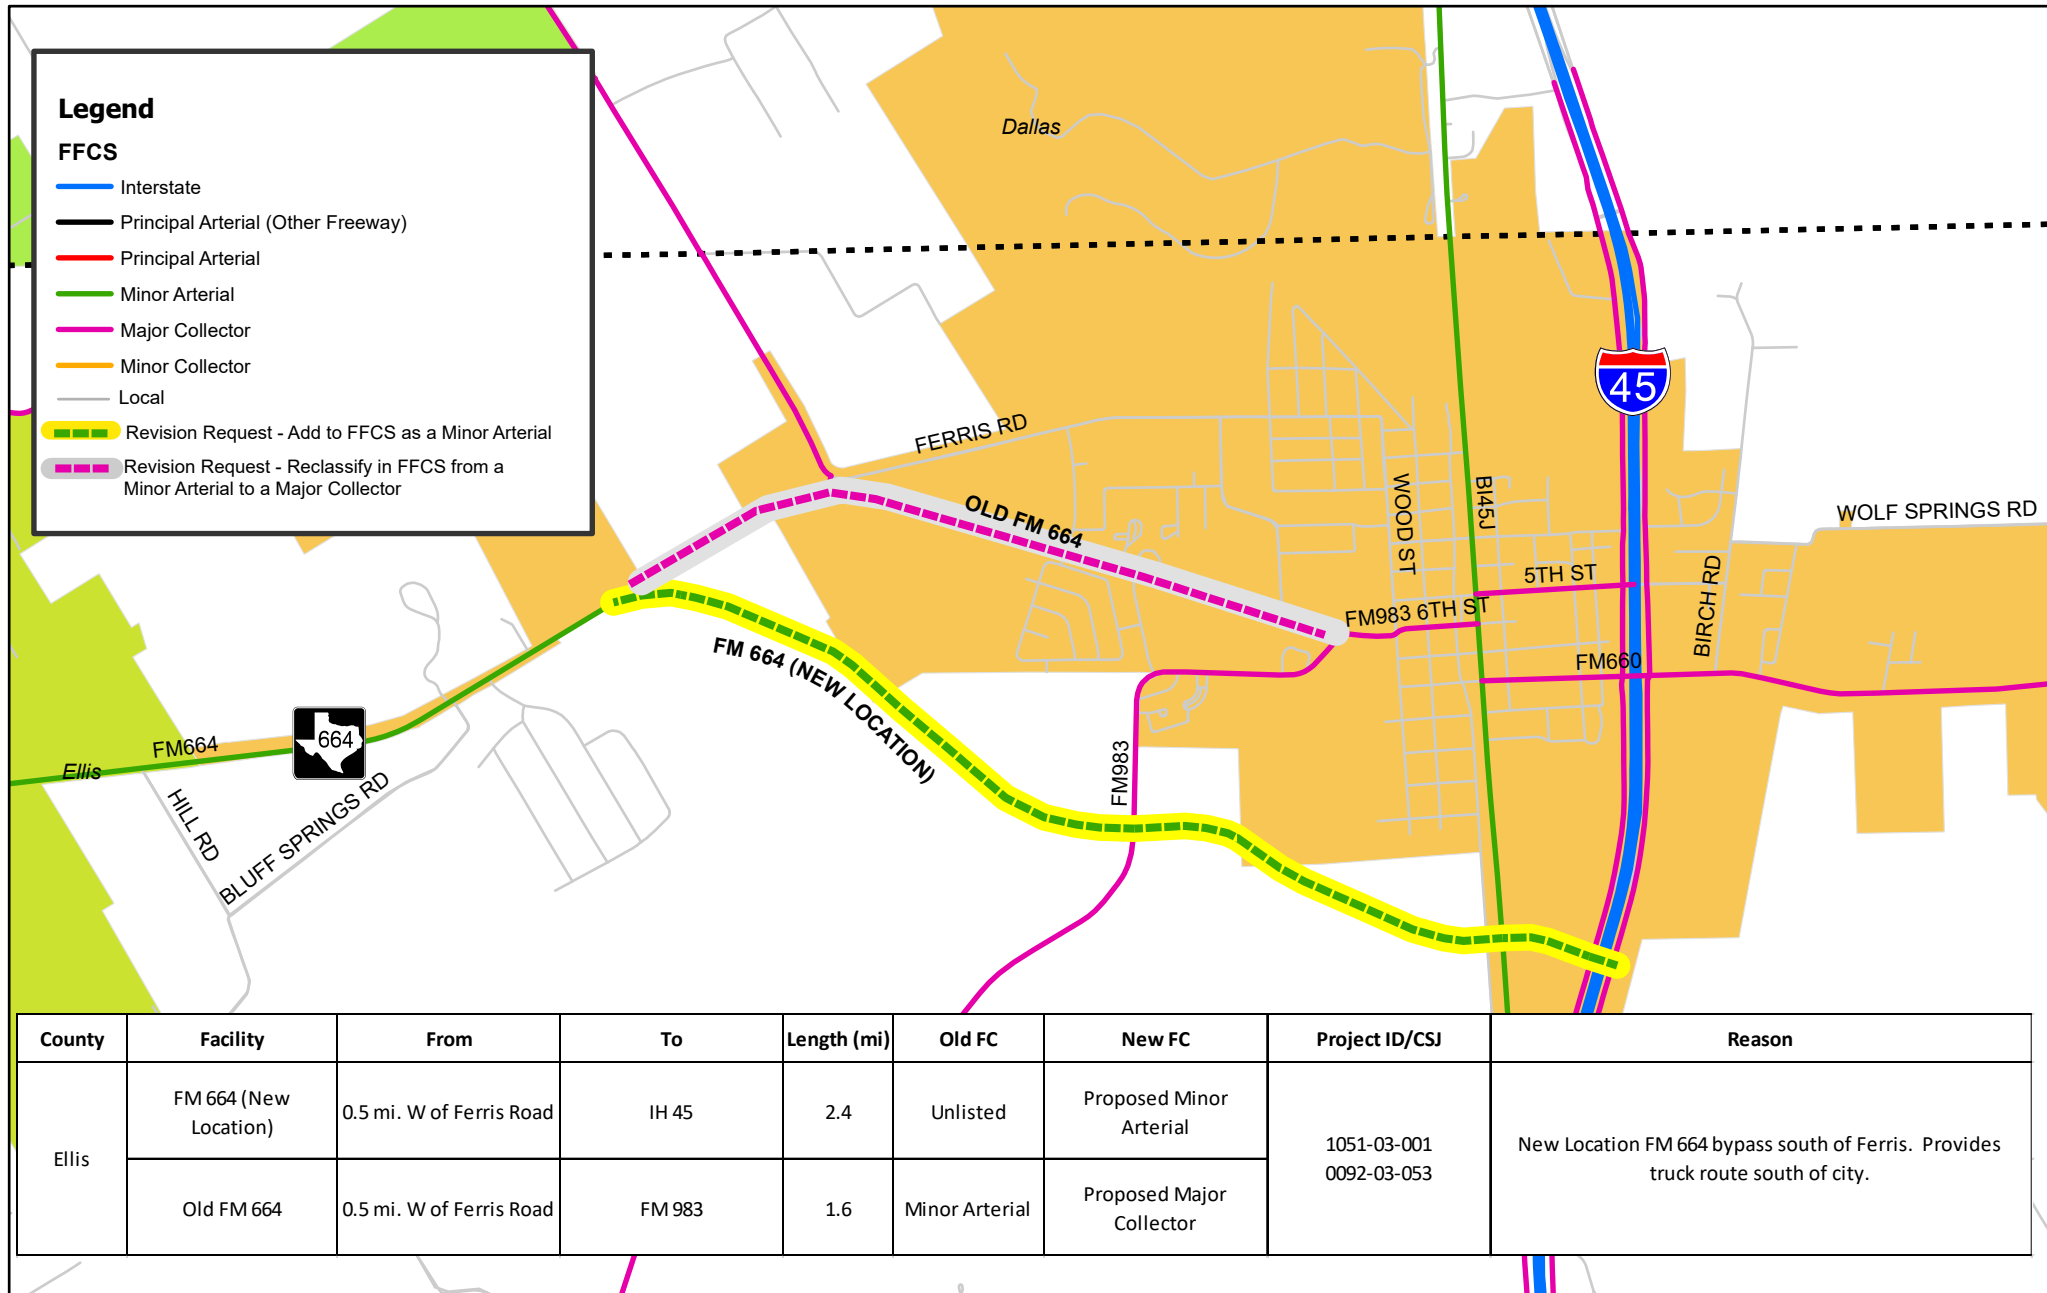 Legend
FFCS
Interstate
Principal Arterial (Other Freeway)
Principal Arterial
Minor Arterial
Major Collector
Minor Collector
Local
Revision Request - Add to FFCS as a Minor Arterial
Revision Request - Reclassify in FFCS from a
Minor Arterial to a Major Collector
Dallas
45
FERRIS RD
OLD FM 664
WOOD ST
BI45J
WOLF SPRINGS RD
5TH ST
BIRCH RD
FM983 6TH ST
FM660
FM 664 (NEW LOCATION)
FM664
664
Ellis
HILL RD
BLUFF SPRINGS RD
FM983
County
Facility
From
To
Length (mi)
Old FC
New FC
Project ID/CSJ
Reason
Ellis
FM 664 (New
Location)
0.5 mi. W of Ferris Road
IH 45
2.4
Unlisted
Proposed Minor
Arterial
Old FM 664
0.5 mi. W of Ferris Road
FM 983
1.6
Minor Arterial
Proposed Major
Collector
1051-03-001
0092-03-053
New Location FM 664 bypass south of Ferris.  Provides
truck route south of city.